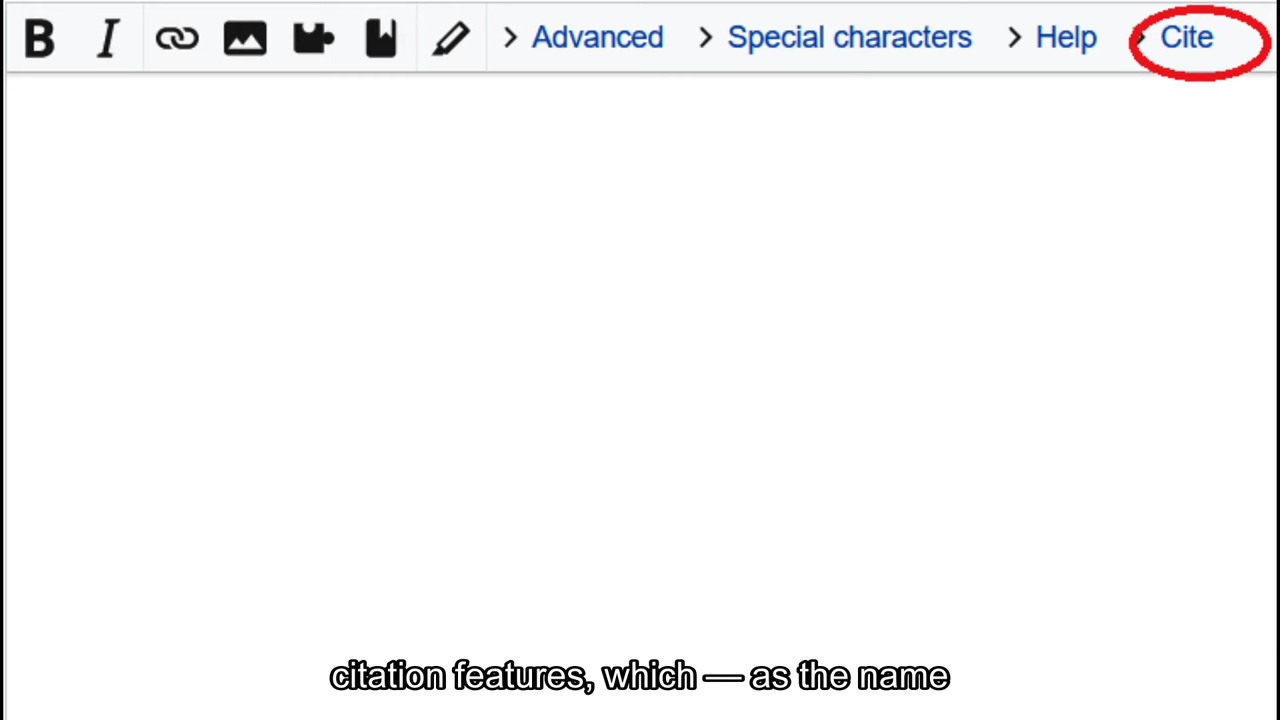 B I Advanced Special characters Help Cite
citation features, which — as the name